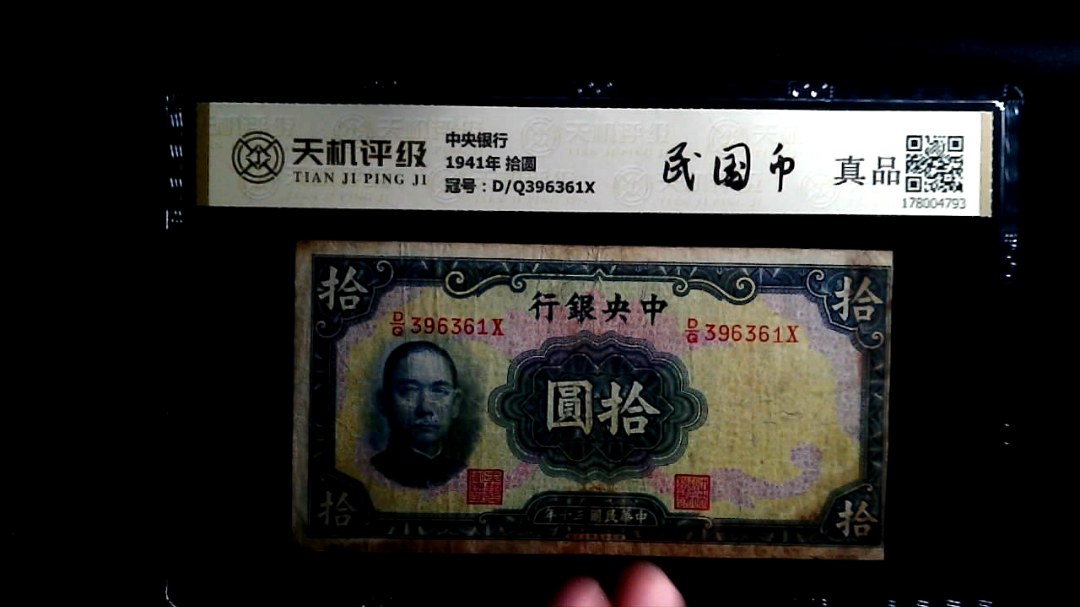 天机评级
TIAN JI PING JI
中央银行
1941年 拾圆
冠号：D/Q396361X
民国币
真品
178004793
拾
行銀央中
拾
D/G 396361X
D/G 396361X
圓拾
拾
年十三國民華中
拾